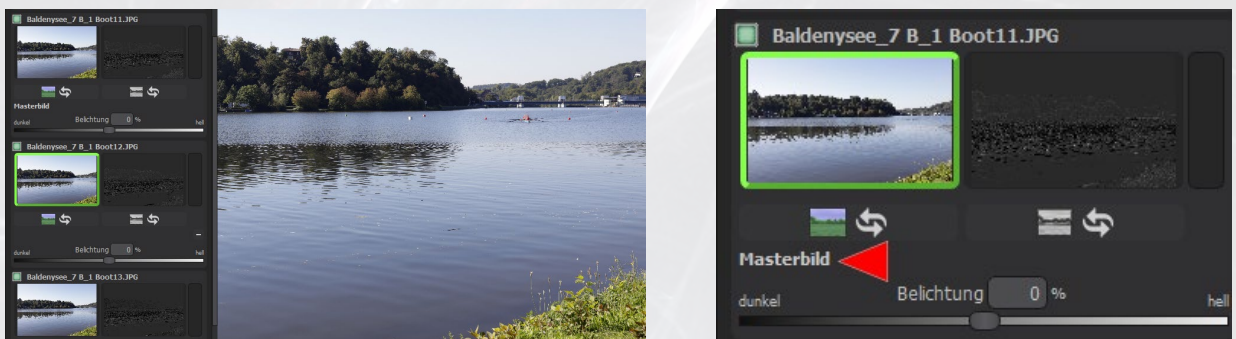 Baldenysee_7 B_1 Boot11.JPG
Masterbild
dunkel Belichtung 0 % hell
Baldenysee_7 B_1 Boot12.JPG
dunkel Belichtung 0 % hell
Baldenysee_7 B_1 Boot13.JPG
Baldenysee_7 B_1 Boot11.JPG
Masterbild
dunkel Belichtung 0 % hell